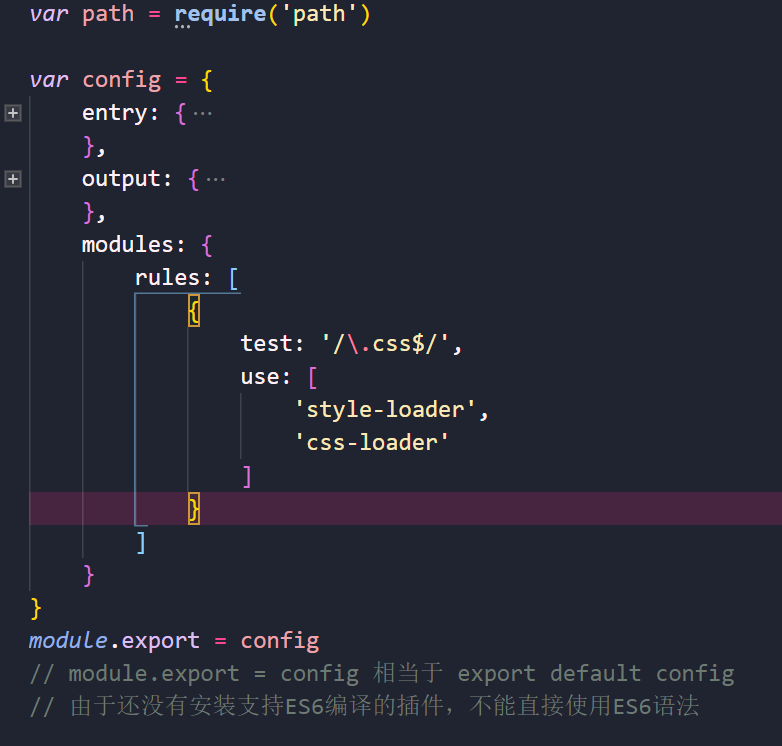 var path = require('path')
var config = {
entry: { ···
},
output: { ···
},
modules: {
rules: [
{
test: '/\.css$/',
use: [
'style-loader',
'css-loader'
]
}
]
}
}
module.export = config
// module.export = config 相当于 export default config
// 由于还没有安装支持ES6编译的插件，不能直接使用ES6语法